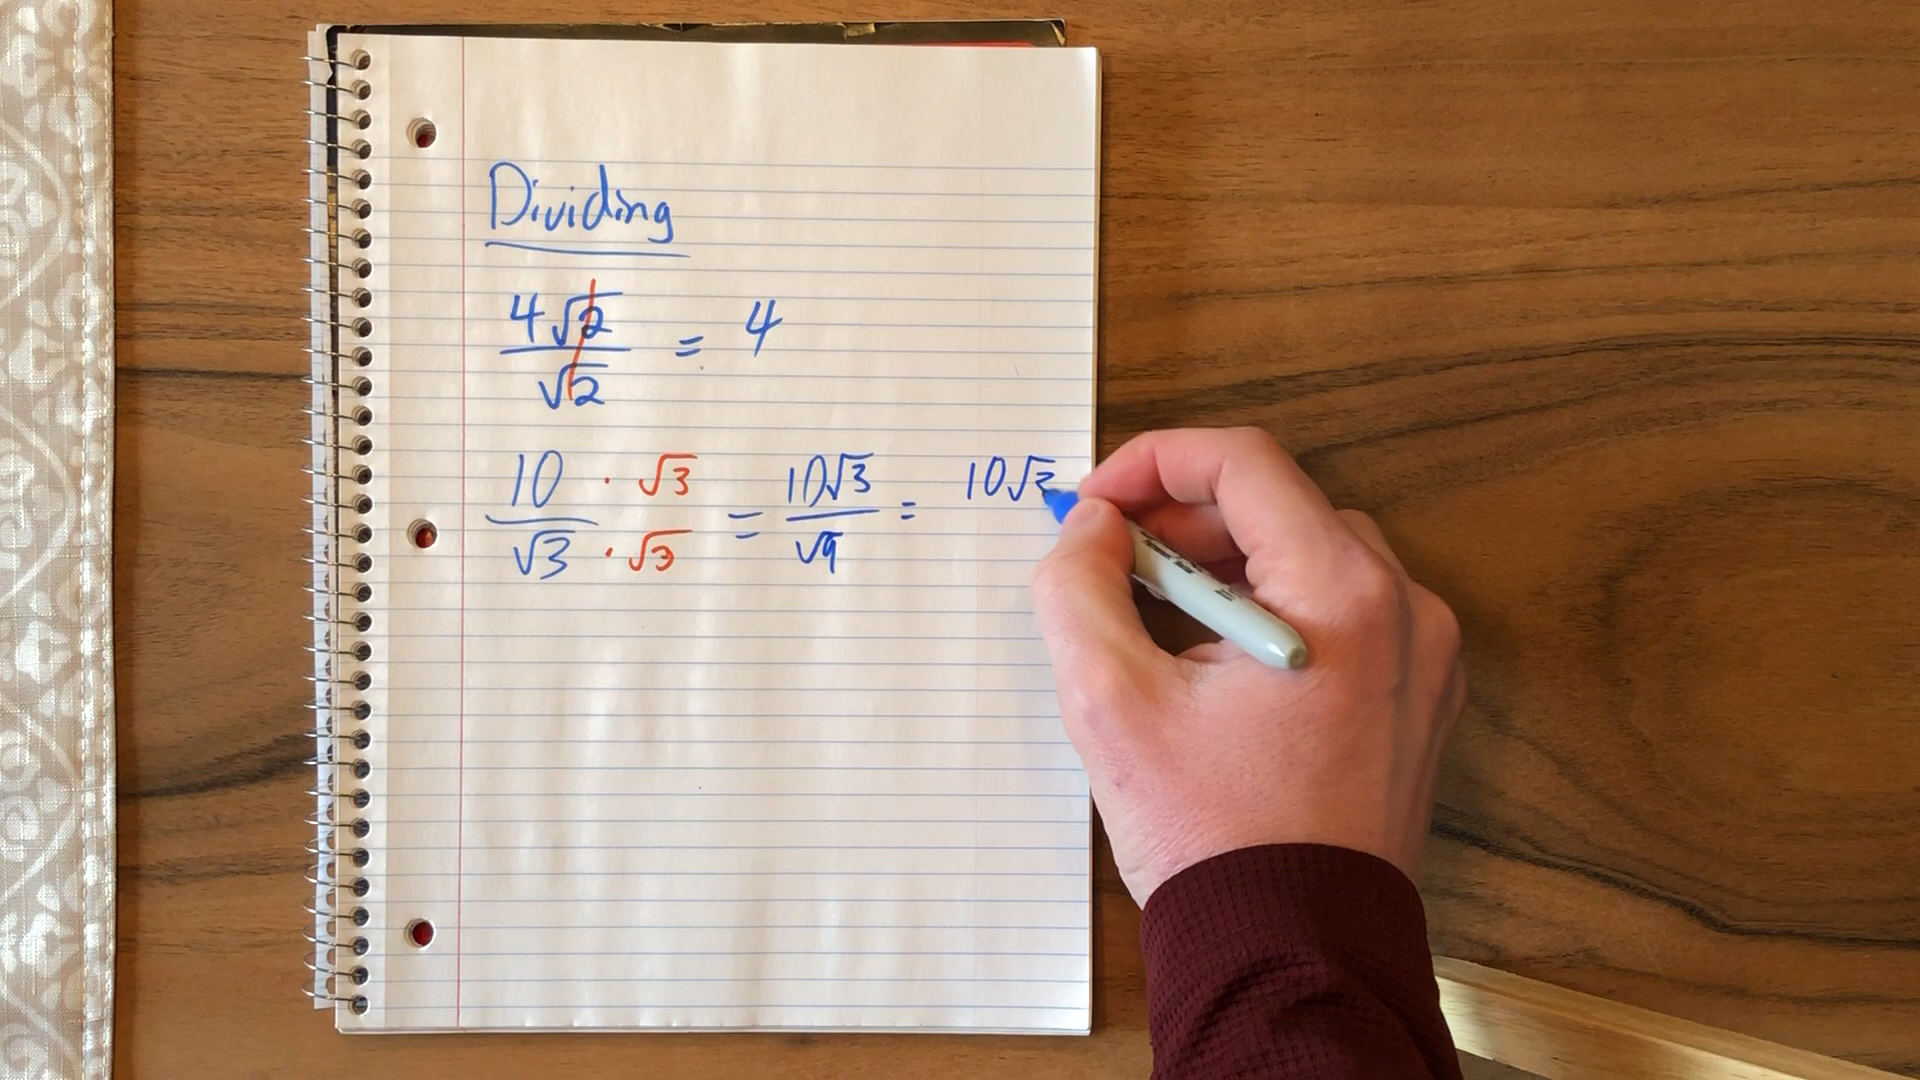 Dividing
4√2 / √2 = 4
10 · √3 / √3 · √3 = 10√3 / √9 = 10√3